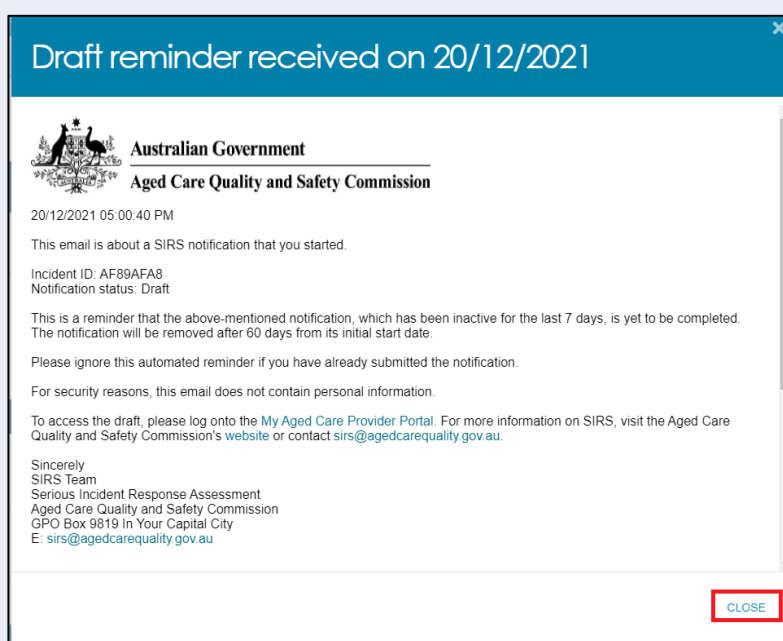 Draft reminder received on 20/12/2021
Australian Government
Aged Care Quality and Safety Commission
20/12/2021 05:00:40 PM
This email is about a SIRS notification that you started.
Incident ID: AF89AFA8
Notification status: Draft
This is a reminder that the above-mentioned notification, which has been inactive for the last 7 days, is yet to be completed.
The notification will be removed after 60 days from its initial start date.
Please ignore this automated reminder if you have already submitted the notification.
For security reasons, this email does not contain personal information.
To access the draft, please log onto the My Aged Care Provider Portal. For more information on SIRS, visit the Aged Care
Quality and Safety Commission's website or contact sirs@agedcarequality.gov.au.
Sincerely
SIRS Team
Serious Incident Response Assessment
Aged Care Quality and Safety Commission
GPO Box 9819 In Your Capital City
E: sirs@agedcarequality.gov.au
CLOSE